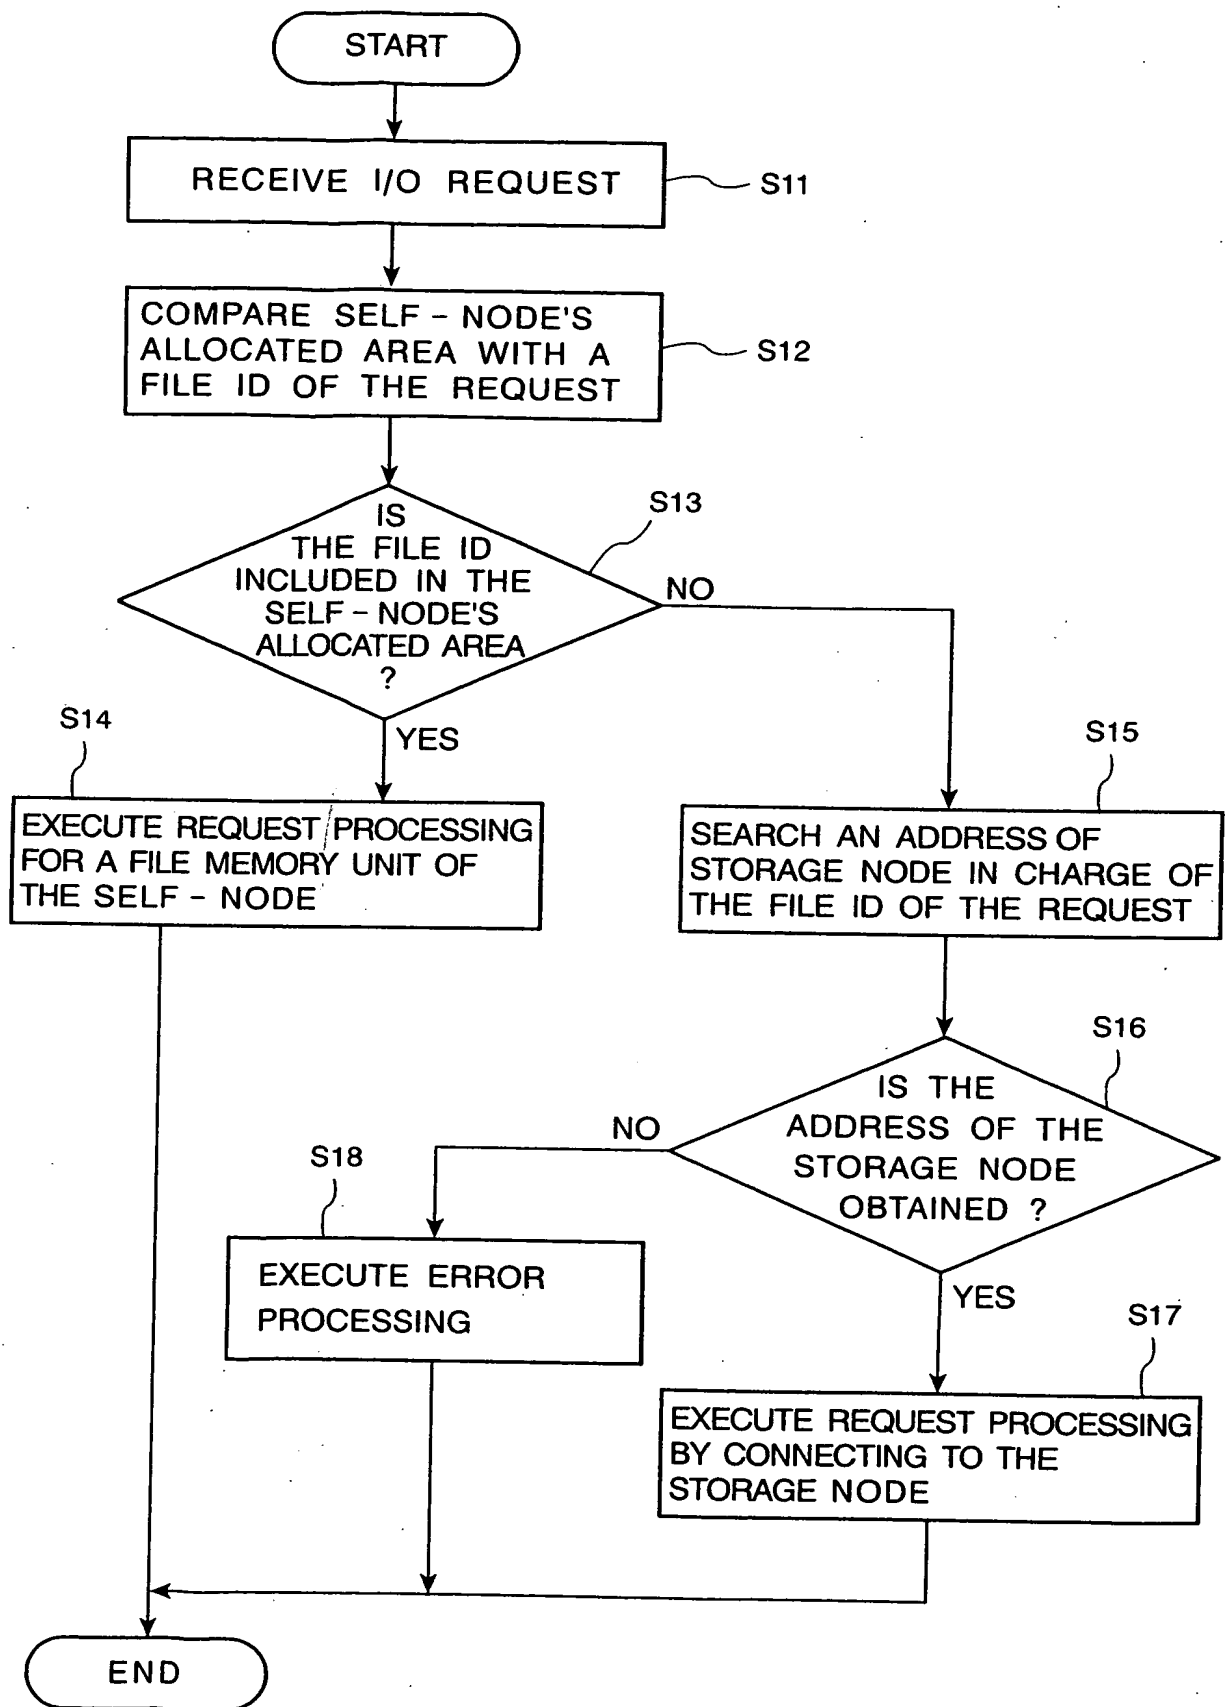 START
RECEIVE I/O REQUEST
S11
COMPARE SELF-NODE'S
ALLOCATED AREA WITH A
FILE ID OF THE REQUEST
S12
IS
THE FILE ID
INCLUDED IN THE
SELF-NODE'S
ALLOCATED AREA
?
S13
NO
YES
S14
EXECUTE REQUEST PROCESSING
FOR A FILE MEMORY UNIT OF
THE SELF-NODE
S15
SEARCH AN ADDRESS OF
STORAGE NODE IN CHARGE OF
THE FILE ID OF THE REQUEST
S16
IS THE
ADDRESS OF THE
STORAGE NODE
OBTAINED ?
NO
YES
S18
EXECUTE ERROR
PROCESSING
S17
EXECUTE REQUEST PROCESSING
BY CONNECTING TO THE
STORAGE NODE
END